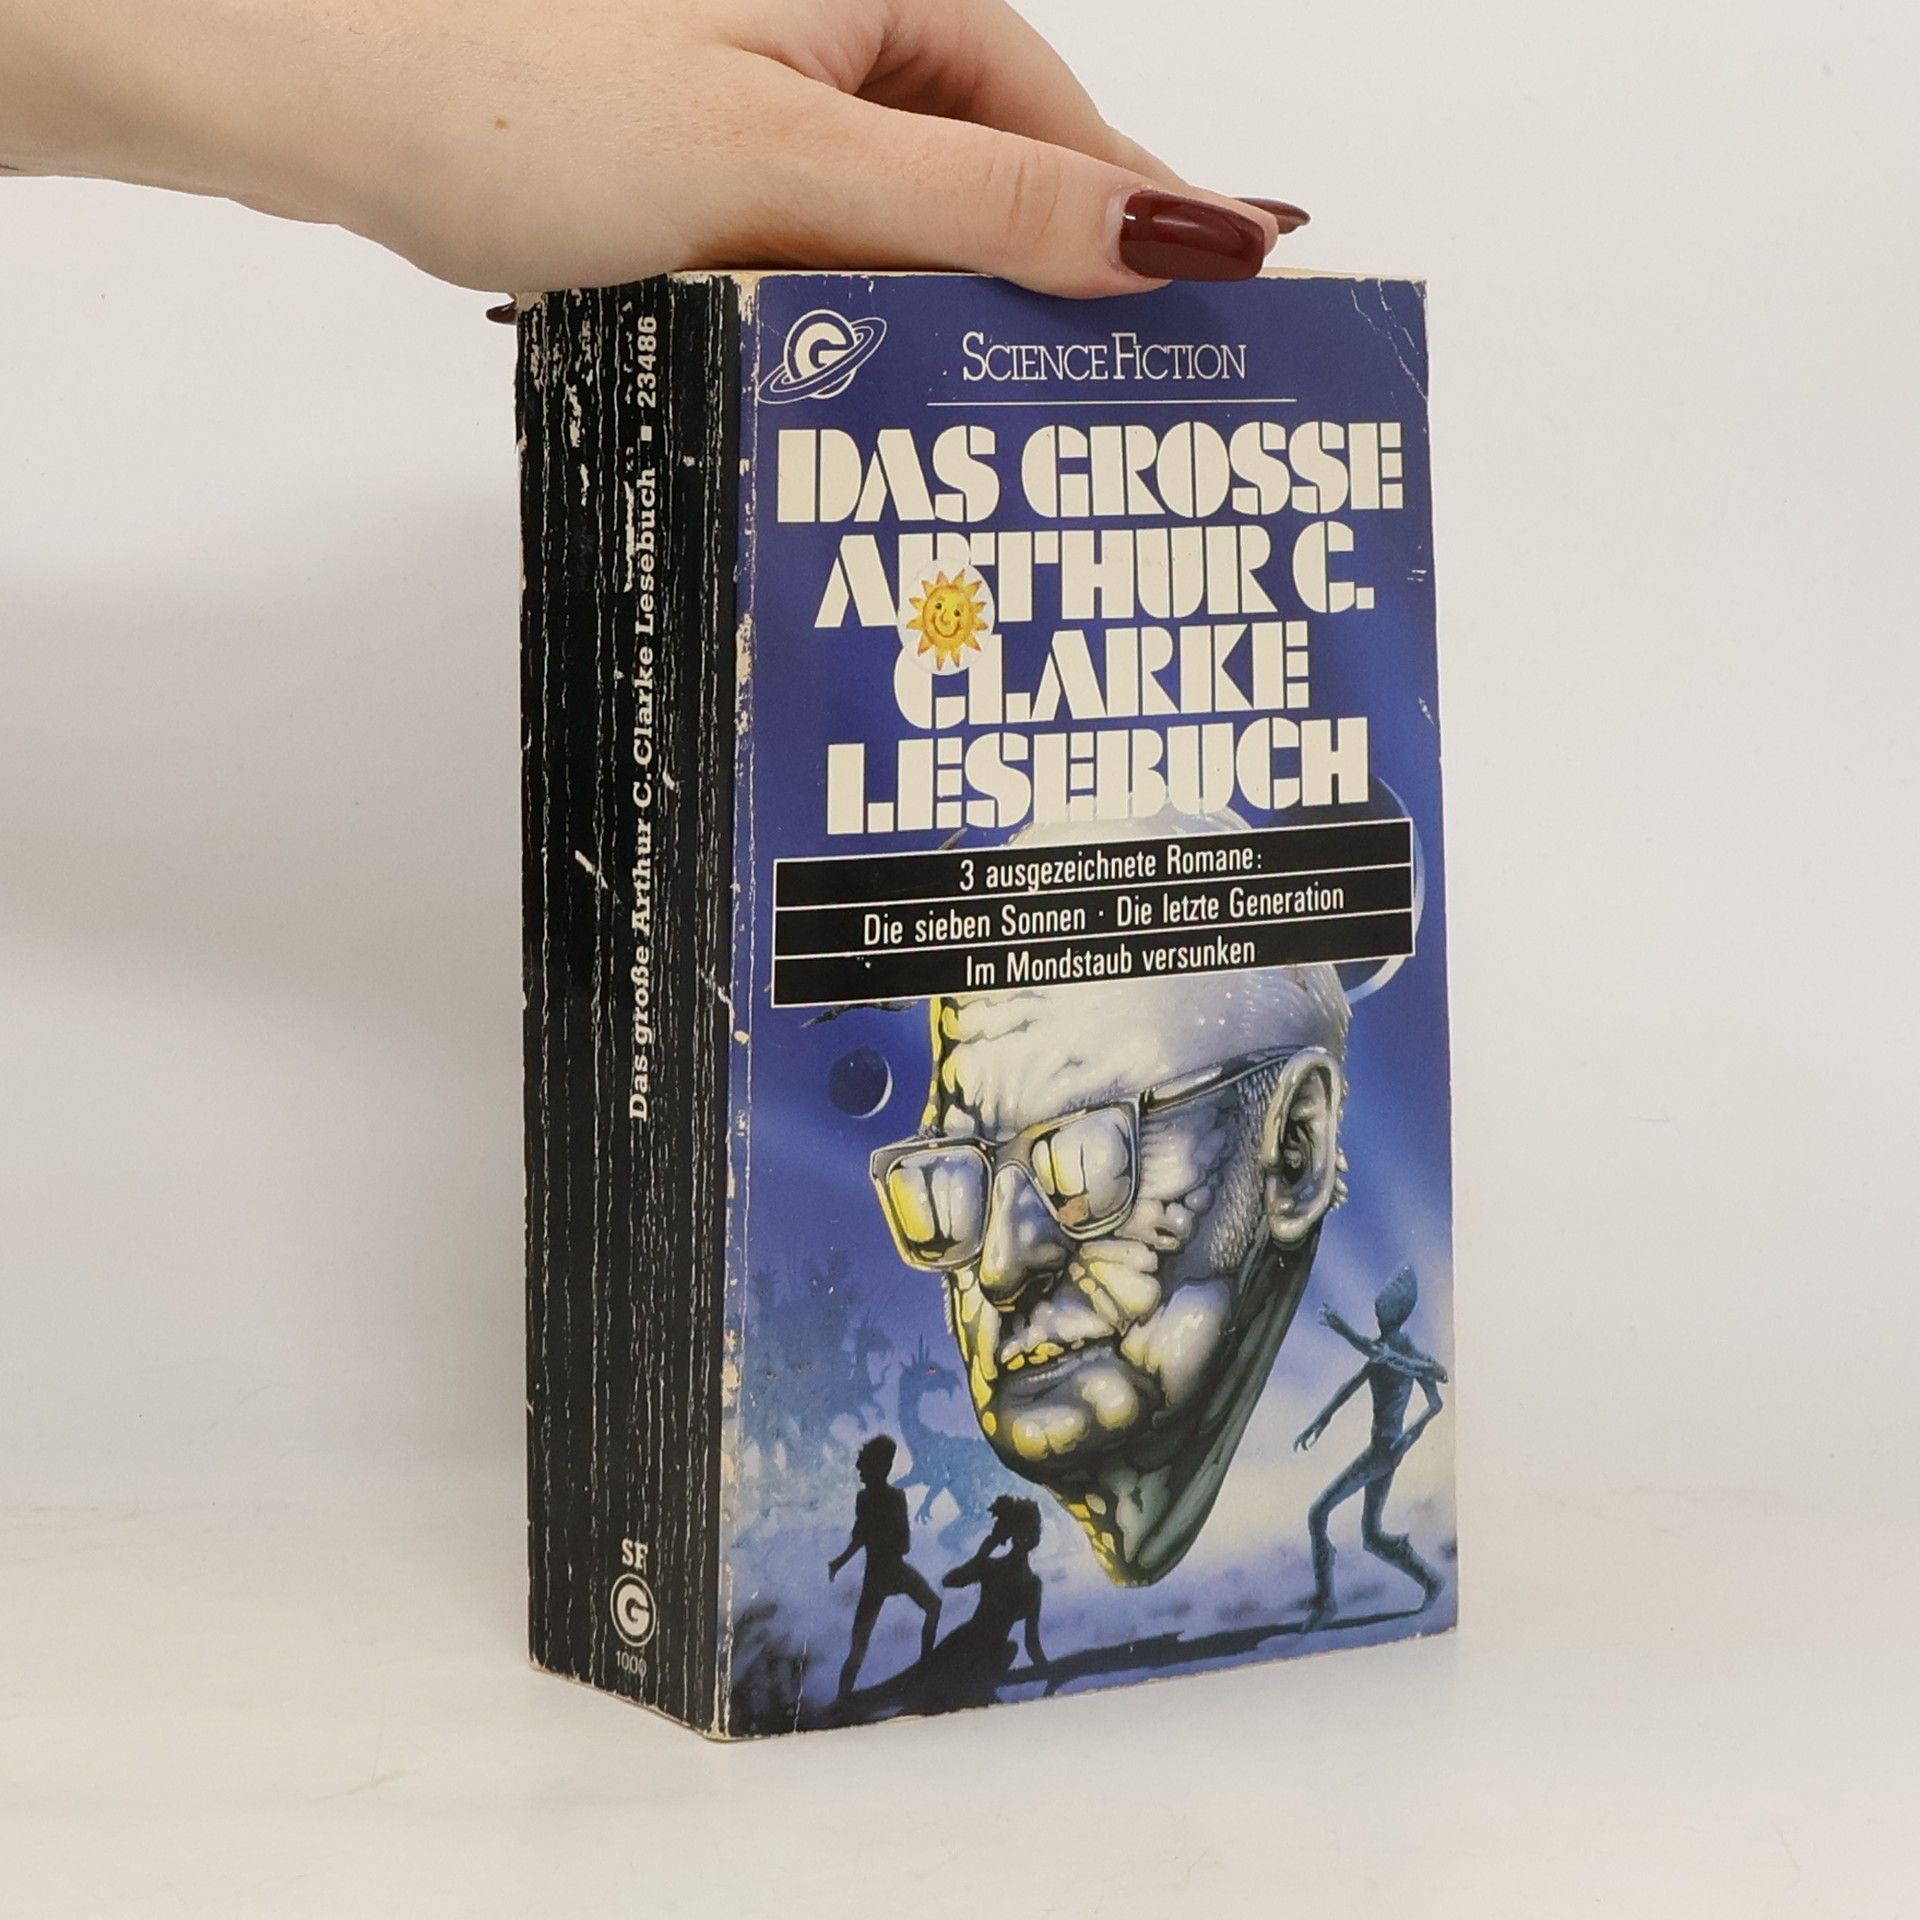 Das große Arthur C. Clarke Lesebuch ■ 23486
SF
G
1000
G
SCIENCE FICTION
DAS GROSSE
ARTHUR C.
CLARKE
LESEBUCH
3 ausgezeichnete Romane:
Die sieben Sonnen · Die letzte Generation
Im Mondstaub versunken